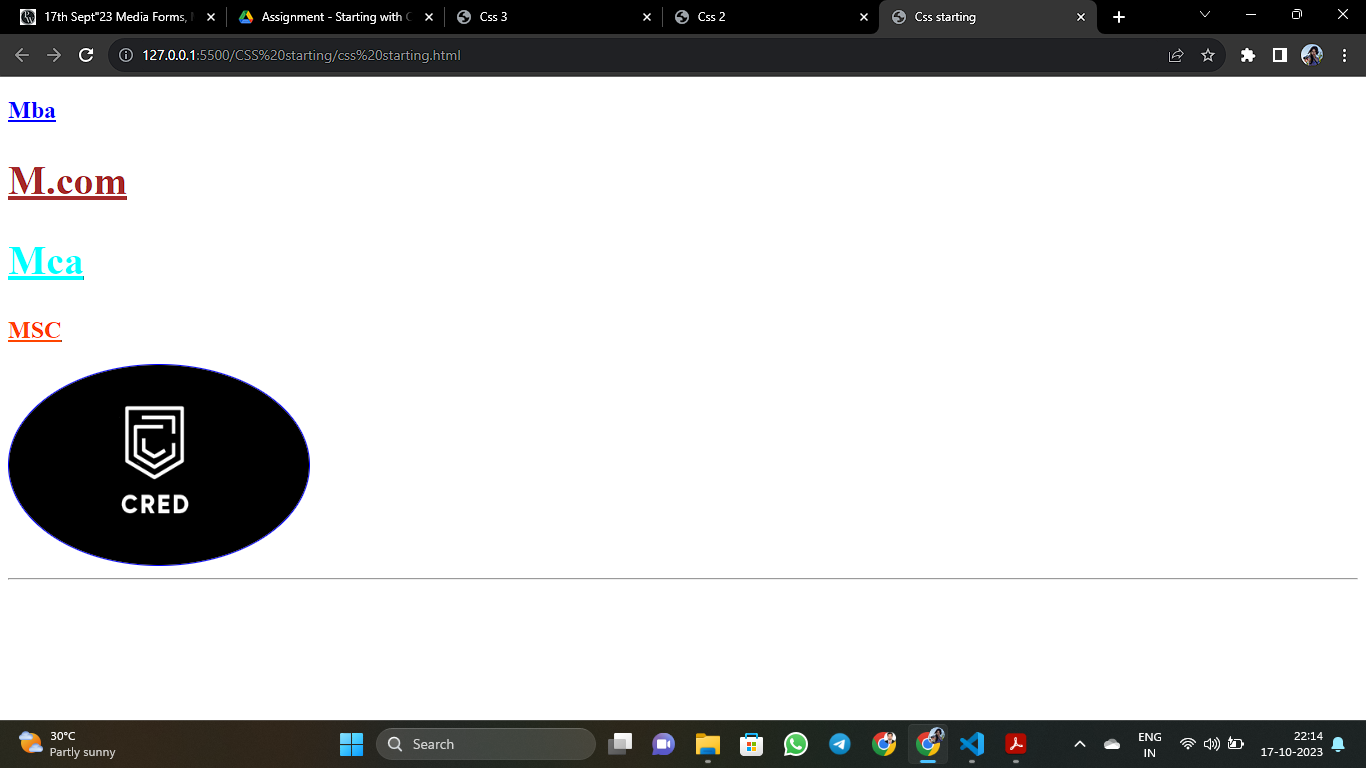 17th Sept"23 Media Forms,
Assignment - Starting with
Css 3
Css 2
Css starting
127.0.0.1:5500/CSS%20starting/css%20starting.html
Mba
M.com
Mca
MSC
CRED
30°C
Partly sunny
Search
ENG
IN
22:14
17-10-2023